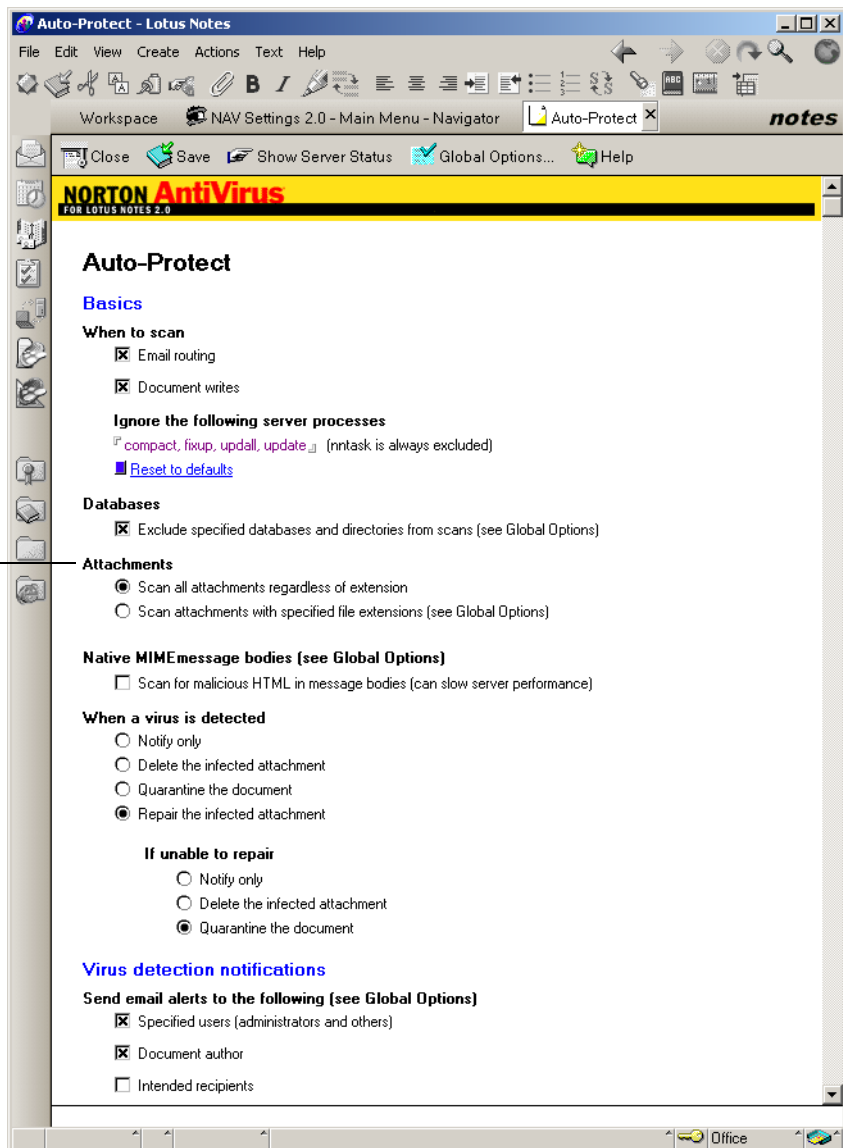 Auto-Protect - Lotus Notes
File Edit View Create Actions Text Help
Workspace NAV Settings 2.0 - Main Menu - Navigator Auto-Protect notes
Close Save Show Server Status Global Options... Help
NORTON AntiVirus
FOR LOTUS NOTES 2.0
Auto-Protect
Basics
When to scan
Email routing
Document writes
Ignore the following server processes
compact, fixup, updall, update (nntask is always excluded)
Reset to defaults
Databases
Exclude specified databases and directories from scans (see Global Options)
Attachments
Scan all attachments regardless of extension
Scan attachments with specified file extensions (see Global Options)
Native MIMEmessage bodies (see Global Options)
Scan for malicious HTML in message bodies (can slow server performance)
When a virus is detected
Notify only
Delete the infected attachment
Quarantine the document
Repair the infected attachment
If unable to repair
Notify only
Delete the infected attachment
Quarantine the document
Virus detection notifications
Send email alerts to the following (see Global Options)
Specified users (administrators and others)
Document author
Intended recipients
Office